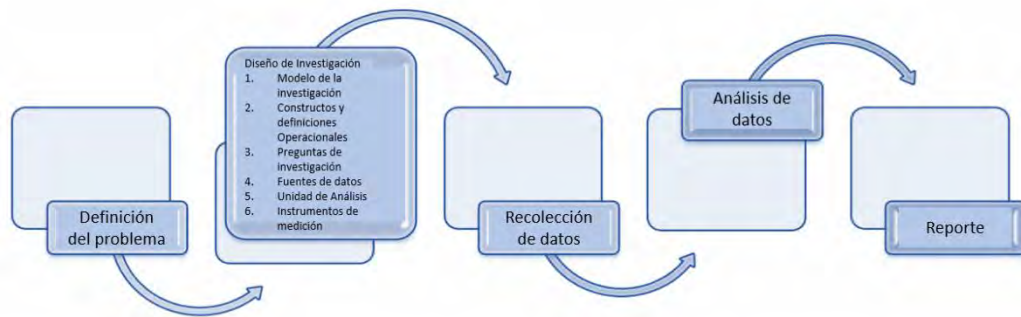 Diseño de Investigación
1. Modelo de la
investigación
2. Constructos y
definiciones
Operacionales
3. Preguntas de
investigación
4. Fuentes de datos
5. Unidad de Análisis
6. Instrumentos de
medición
Definición
del problema
Recolección
de datos
Análisis de
datos
Reporte